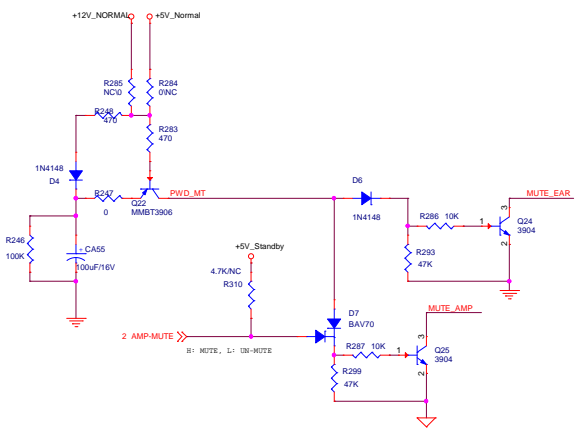 +12V_NORMAL
+5V_Normal
R285
NC\0
R284
0\NC
R248
470
R283
470
1N4148
D4
R247
0
Q22
MMBT3906
PWD_MT
D6
1N4148
MUTE_EAR
R286 10K
1
3
2
Q24
3904
R246
100K
+
CA55
100uF/16V
R293
47K
+5V_Standby
4.7K/NC
R310
D7
BAV70
MUTE_AMP
2 AMP-MUTE
H: MUTE, L: UN-MUTE
R287 10K
1
3
2
Q25
3904
R299
47K